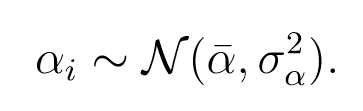 αᵢ ∼ 𝒩(ᾱ, σ²_α).